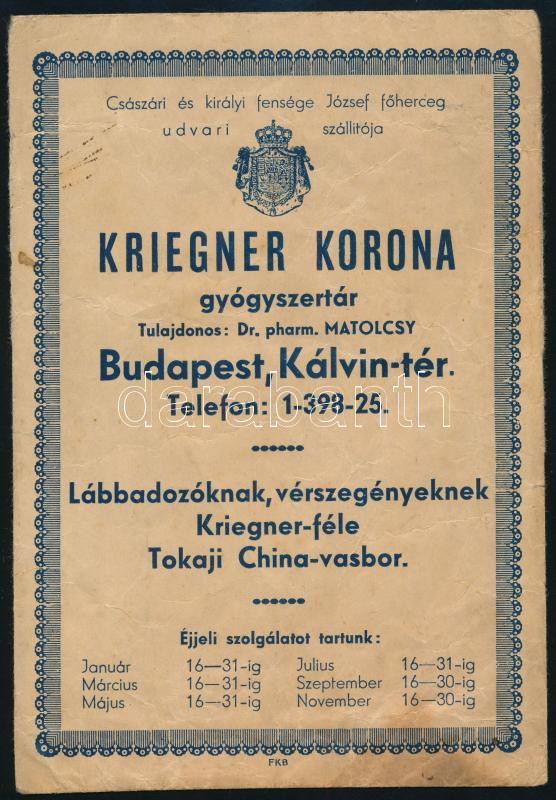 Császári és királyi fensége József főherceg
udvari szállitója
KRIEGNER KORONA
gyógyszertár
Tulajdonos: Dr. pharm. MATOLCSY
Budapest, Kálvin-tér.
Telefon: 1-398-25.
darabanth
Lábbadozóknak, vérszegényeknek
Kriegner-féle
Tokaji China-vasbor.
Éjjeli szolgálatot tartunk:
Január 16—31-ig Julius 16—31-ig
Március 16—31-ig Szeptember 16—30-ig
Május 16—31-ig November 16—30-ig
FKB